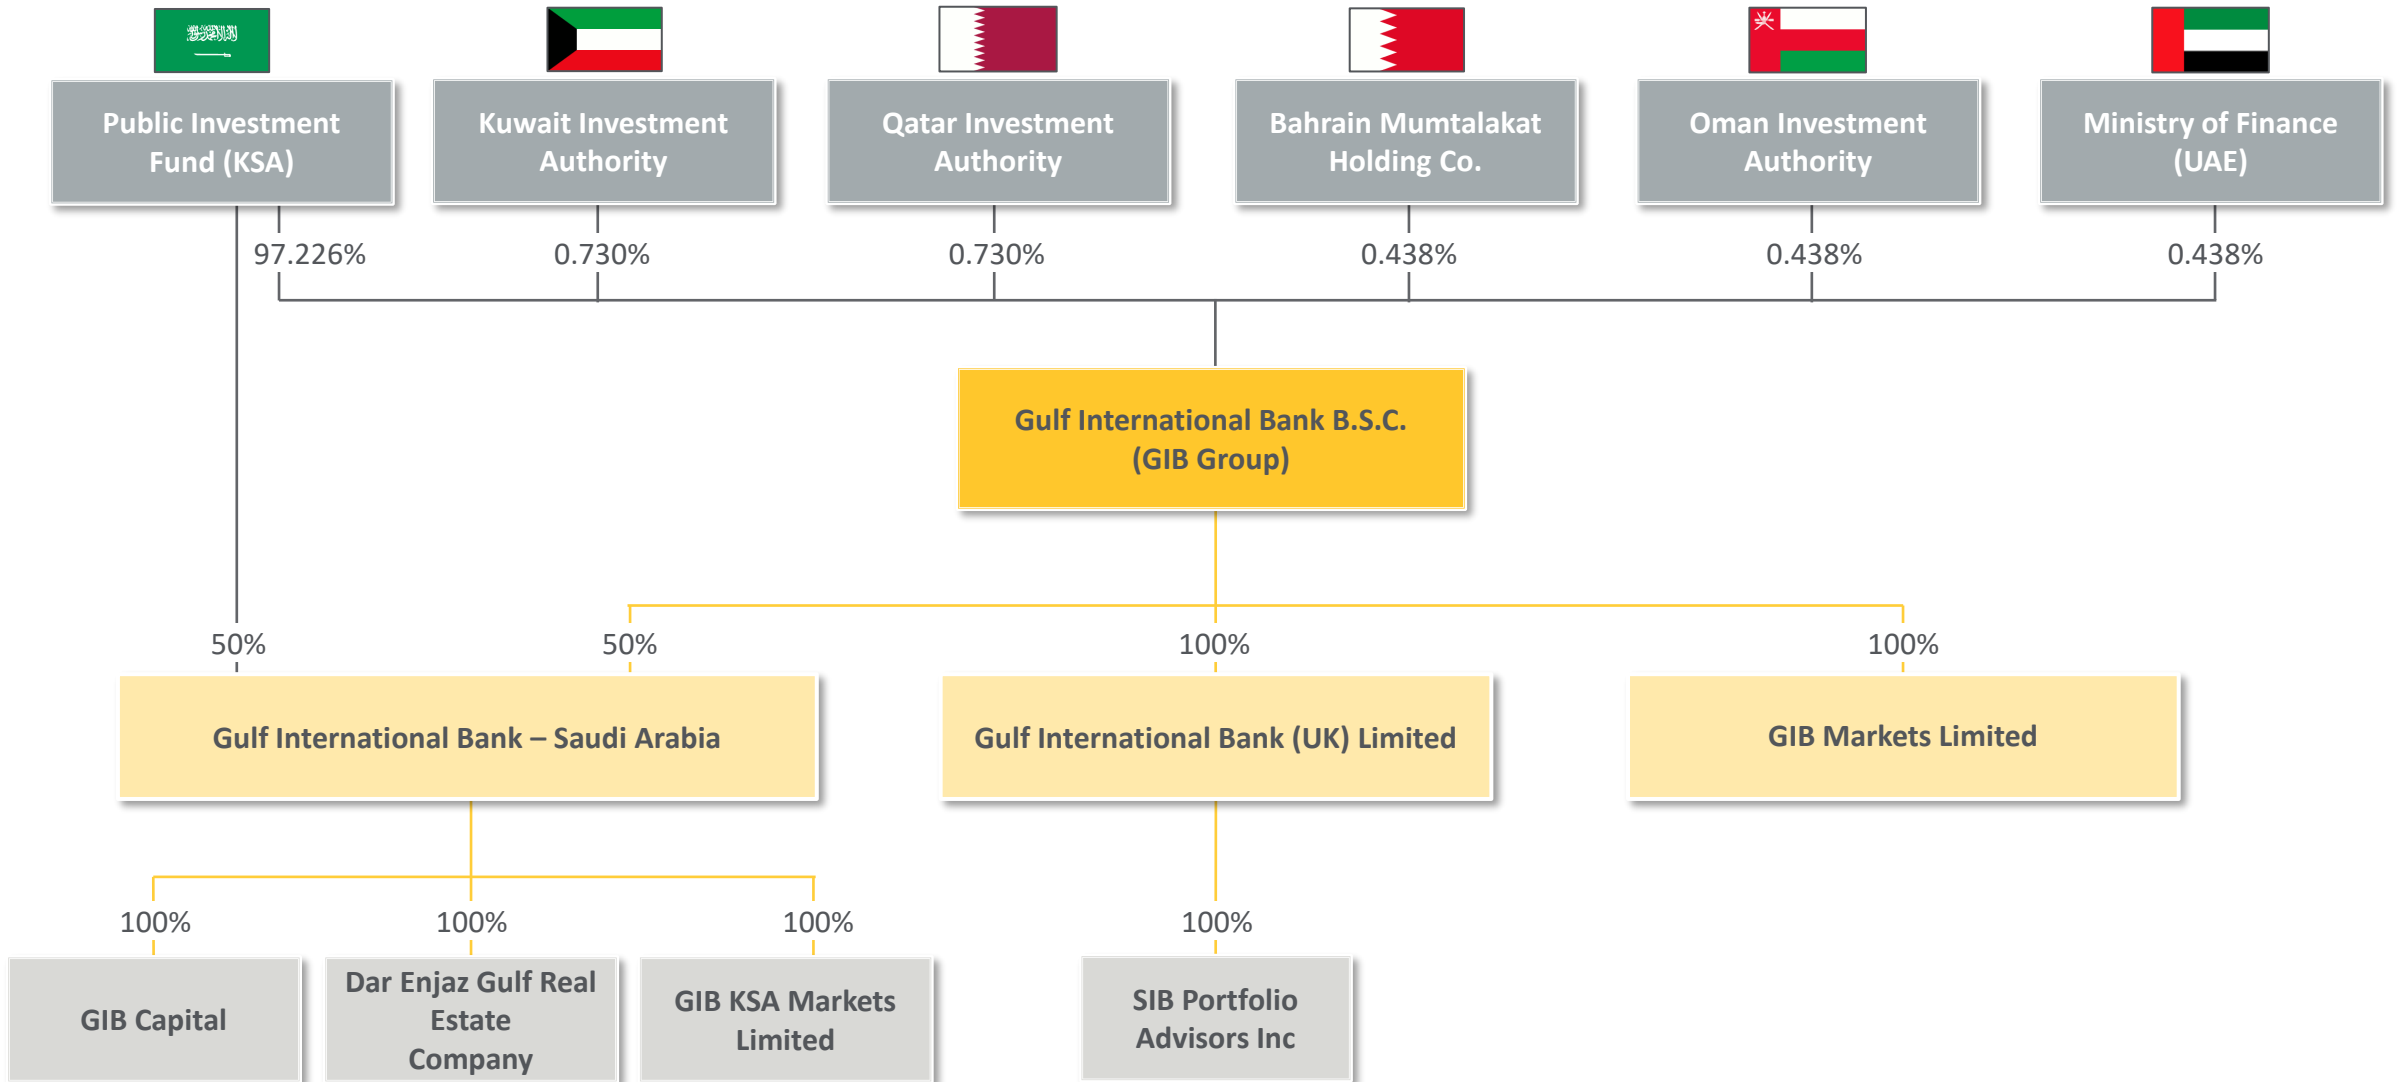 Public Investment
Fund (KSA)
Kuwait Investment
Authority
Qatar Investment
Authority
Bahrain Mumtalakat
Holding Co.
Oman Investment
Authority
Ministry of Finance
(UAE)
97.226%
0.730%
0.730%
0.438%
0.438%
0.438%
Gulf International Bank B.S.C.
(GIB Group)
50%
50%
100%
100%
Gulf International Bank – Saudi Arabia
Gulf International Bank (UK) Limited
GIB Markets Limited
100%
100%
100%
100%
GIB Capital
Dar Enjaz Gulf Real
Estate
Company
GIB KSA Markets
Limited
SIB Portfolio
Advisors Inc